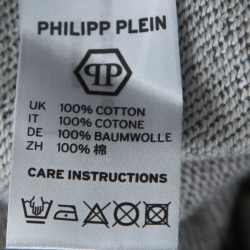 PHILIPP PLEIN
UK 100% COTTON
IT 100% COTONE
DE 100% BAUMWOLLE
ZH 100% 棉
CARE INSTRUCTIONS